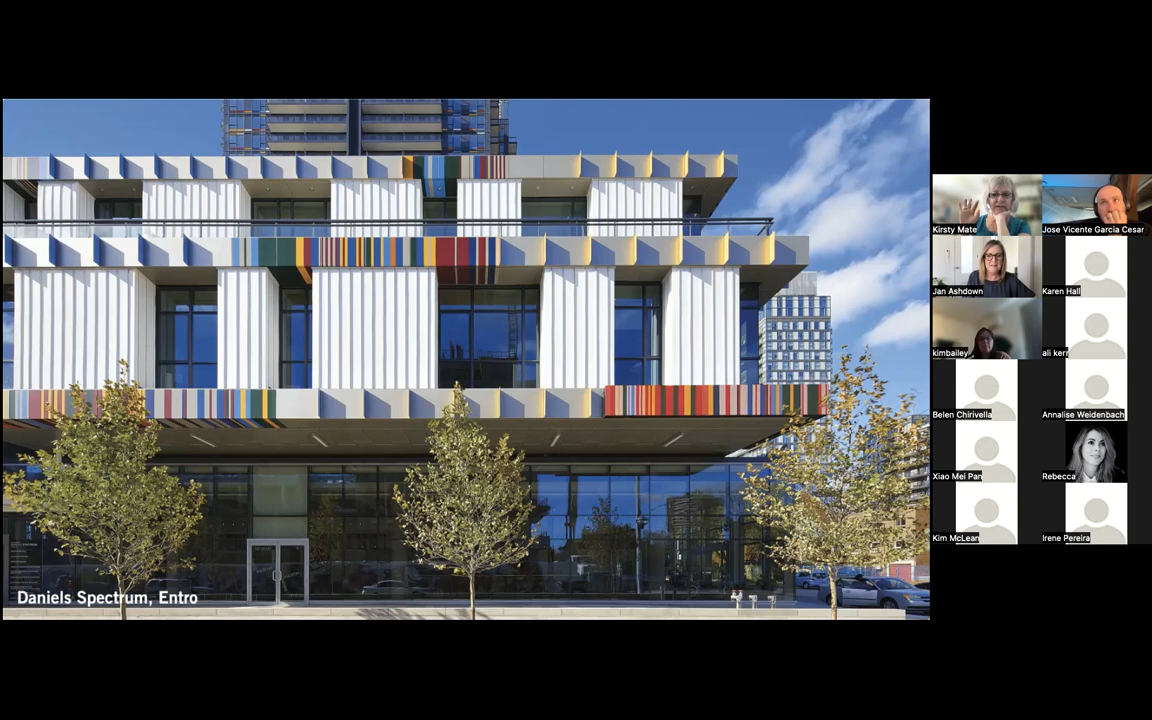 Daniels Spectrum, Entro
Kirsty Mate
Jose Vicente Garcia Cesar
Jan Ashdown
Karen Hall
kimbailey
ali kerr
Belen Chirivella
Annalise Weidenbach
Xiao Mei Pan
Rebecca
Kim McLean
Irene Pereira